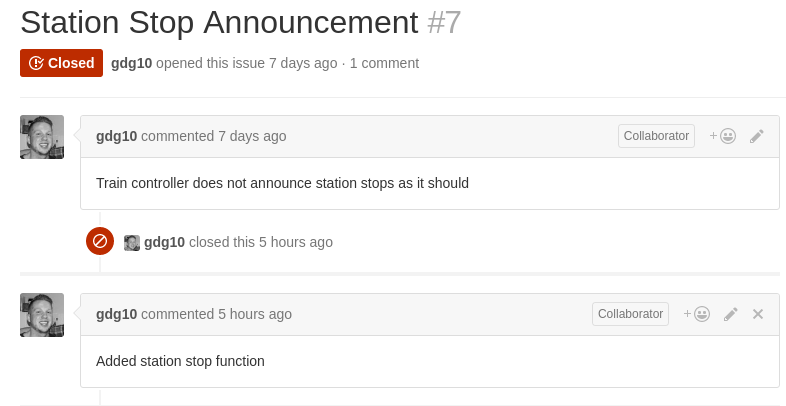 Station Stop Announcement #7
Closed gdg10 opened this issue 7 days ago · 1 comment
gdg10 commented 7 days ago Collaborator +
Train controller does not announce station stops as it should
gdg10 closed this 5 hours ago
gdg10 commented 5 hours ago Collaborator +
Added station stop function